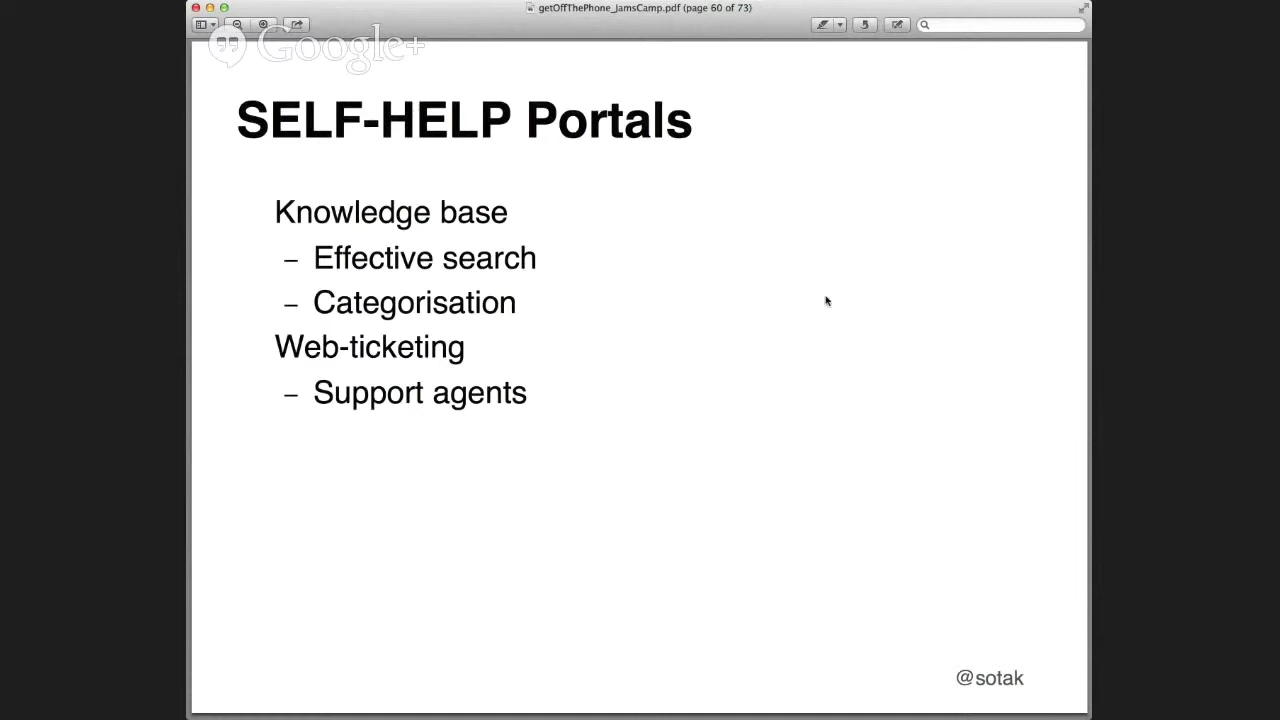 getOffThePhone_JamsCamp.pdf (page 60 of 73)
Google+
SELF-HELP Portals
Knowledge base
– Effective search
– Categorisation
Web-ticketing
– Support agents
@sotak